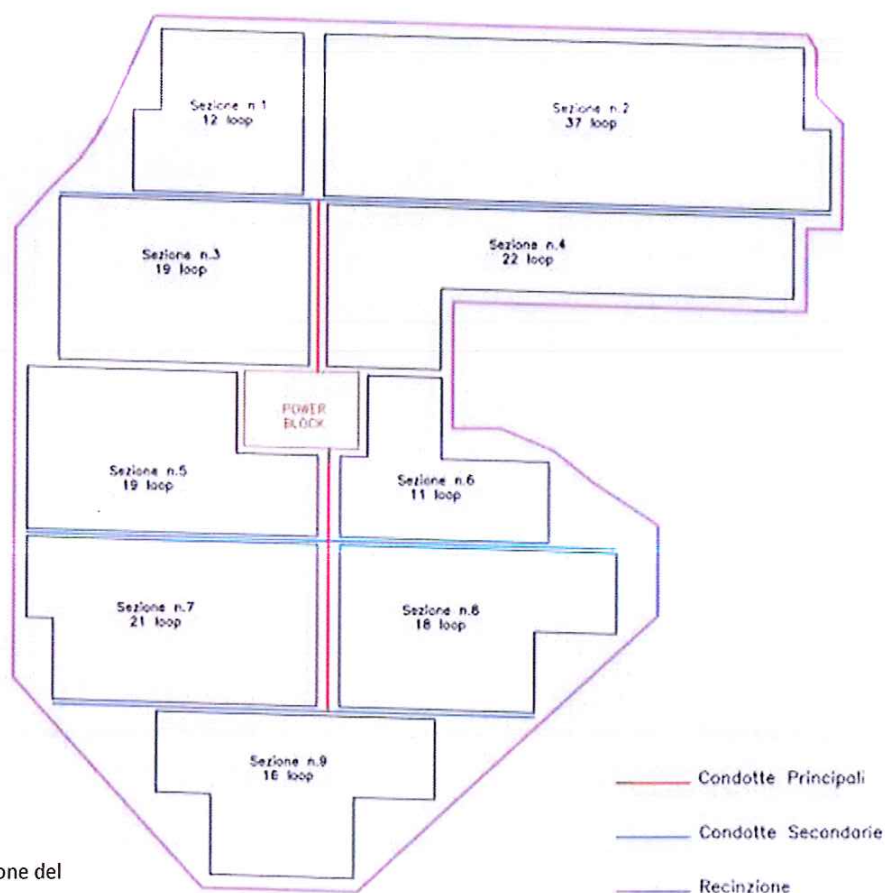 Sezione n.1
12 loop
Sezione n.2
37 loop
Sezione n.3
19 loop
Sezione n.4
22 loop
POWER
BLOCK
Sezione n.5
19 loop
Sezione n.6
11 loop
Sezione n.7
21 loop
Sezione n.8
18 loop
Sezione n.9
16 loop
Condotte Principali
Condotte Secondarie
one del
Recinzione